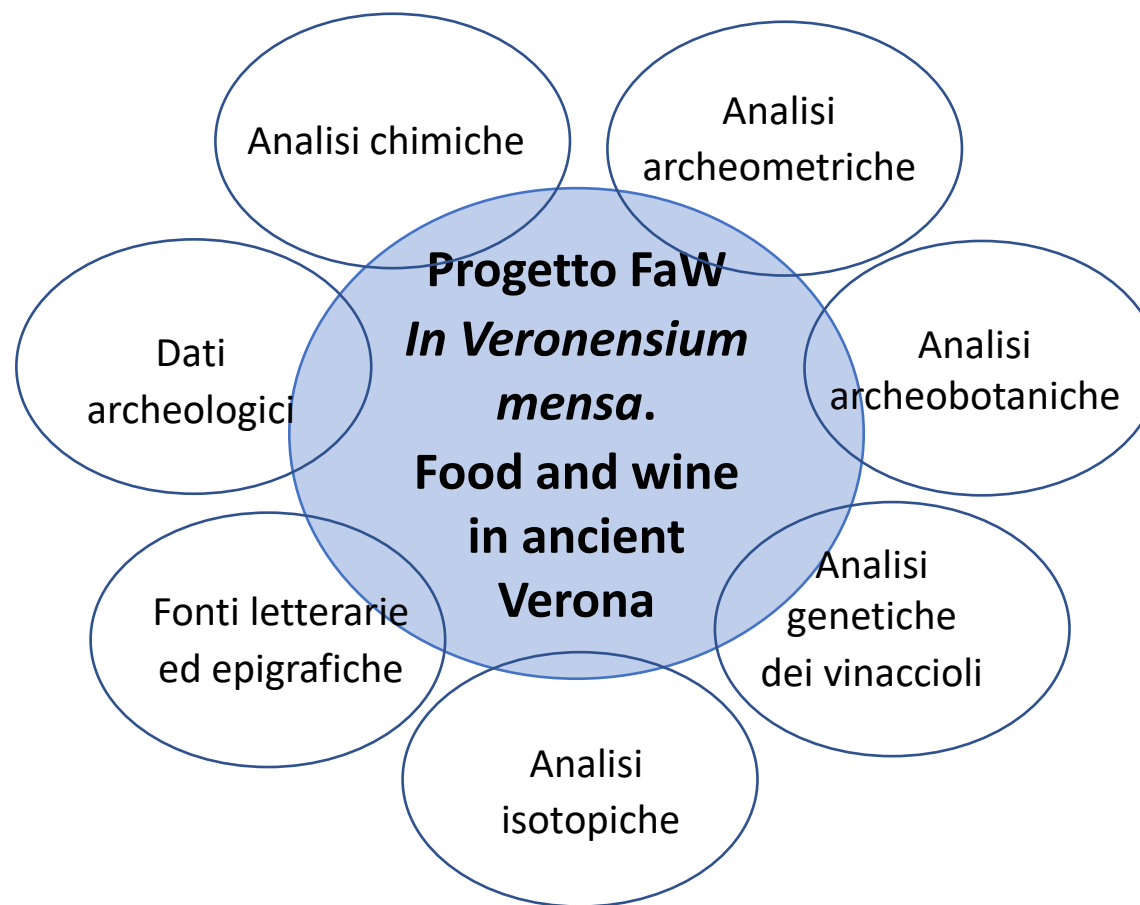 Analisi chimiche
Analisi
archeometriche
Dati
archeologici
Progetto FaW
In Veronensium
mensa.
Food and wine
in ancient
Verona
Analisi
archeobotaniche
Fonti letterarie
ed epigrafiche
Analisi
genetiche
dei vinaccioli
Analisi
isotopiche